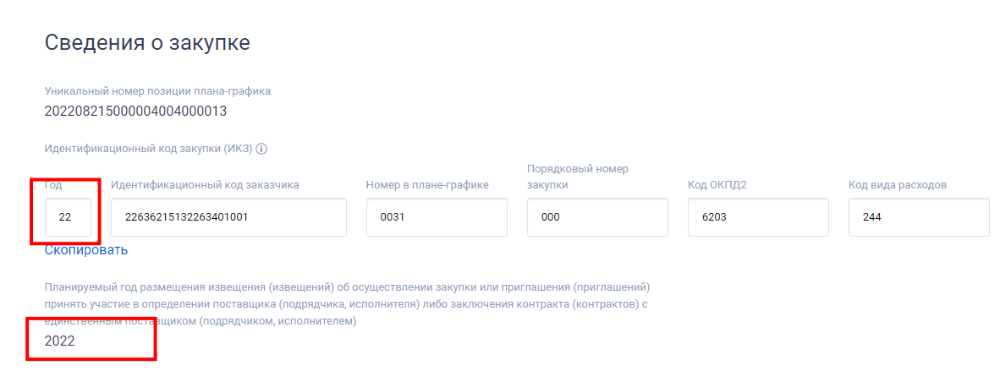 Сведения о закупке
Уникальный номер позиции плана-графика
202208215000004004000013
Идентификационный код закупки (ИКЗ)
Год
Идентификационный код заказчика
Номер в плане-графике
Порядковый номер
закупки
Код ОКПД2
Код вида расходов
22
22636215132263401001
0031
000
6203
244
Скопировать
Планируемый год размещения извещения (извещений) об осуществлении закупки или приглашения (приглашений)
принять участие в определении поставщика (подрядчика, исполнителя) либо заключения контракта (контрактов) с
единственным поставщиком (подрядчиком, исполнителем)
2022